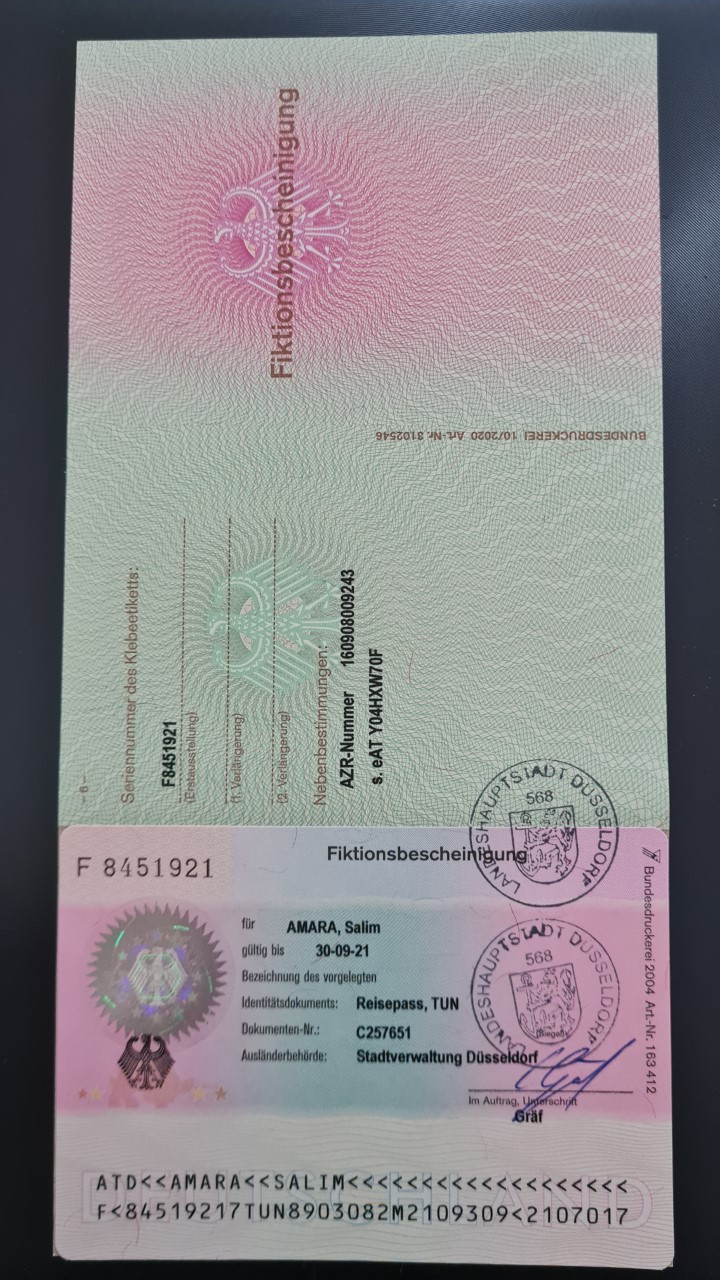 Fiktionsbescheinigung
BUNDESDRUCKEREI 10/2020 Art.-Nr. 3102546
- 6 -
Seriennummer des Klebeetiketts:
F8451921
(Erstausstellung)
(1. Verlängerung)
(2. Verlängerung)
Nebenbestimmungen:
AZR-Nummer 160908009243
s. eAT Y04HXW70F
LANDESHAUPTSTADT DÜSSELDORF
568
F 8451921
Fiktionsbescheinigung
für AMARA, Salim
gültig bis 30-09-21
Bezeichnung des vorgelegten
Identitätsdokuments: Reisepass, TUN
Dokumenten-Nr.: C257651
Ausländerbehörde: Stadtverwaltung Düsseldorf
LANDESHAUPTSTADT DÜSSELDORF
568
(Siegel)
Im Auftrag, Unterschrift
Gräf
Bundesdruckerei 2004 Art.-Nr. 163 412
DEUTSCHLAND
ATD<<AMARA<<SALIM<<<<<<<<<<<<<<<<<<<
F<84519217TUN8903082M2109309<2107017